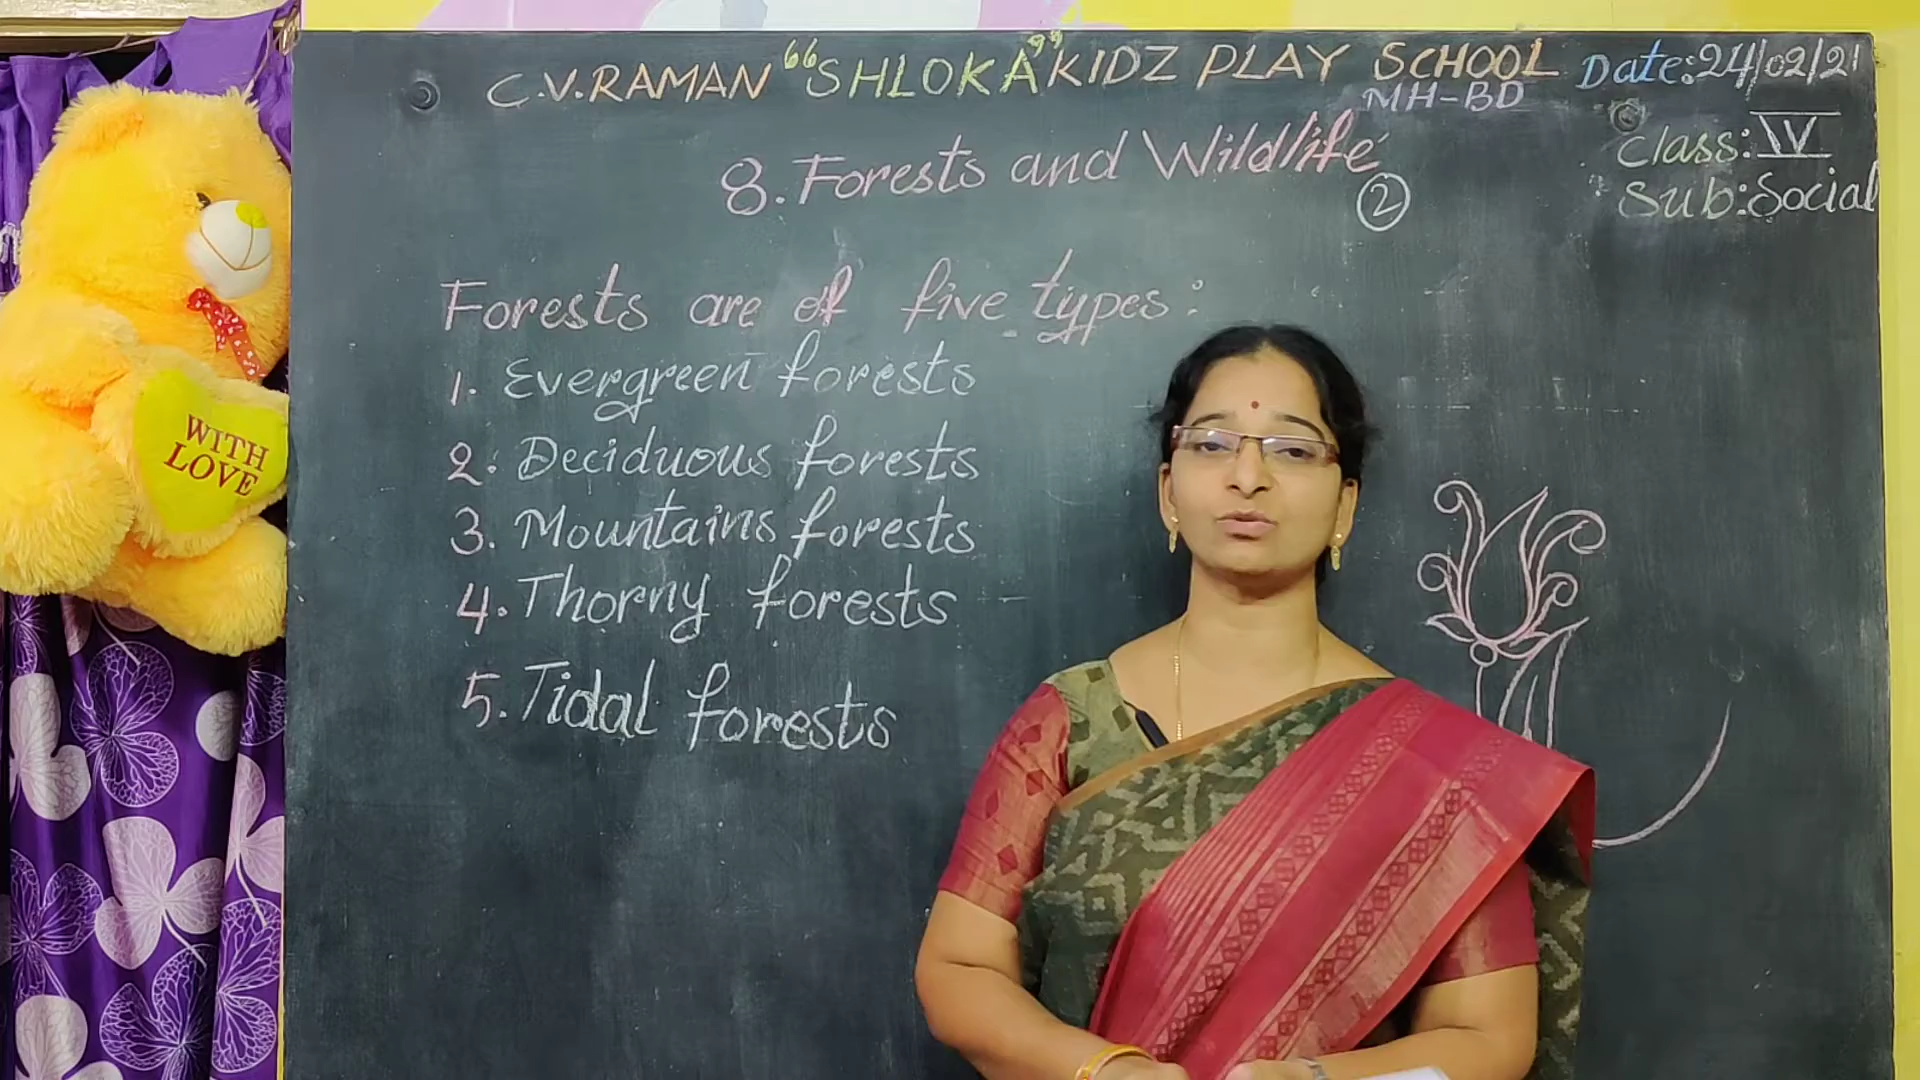 C.V.RAMAN "SHLOKA" KIDZ PLAY SCHOOL
MH-BD
Date:24/02/21
Class:IV
Sub:Social
8. Forests and Wildlife
2
Forests are of five types:
1. Evergreen forests
2. Deciduous forests
3. Mountains forests
4. Thorny forests
5. Tidal forests
WITH
LOVE